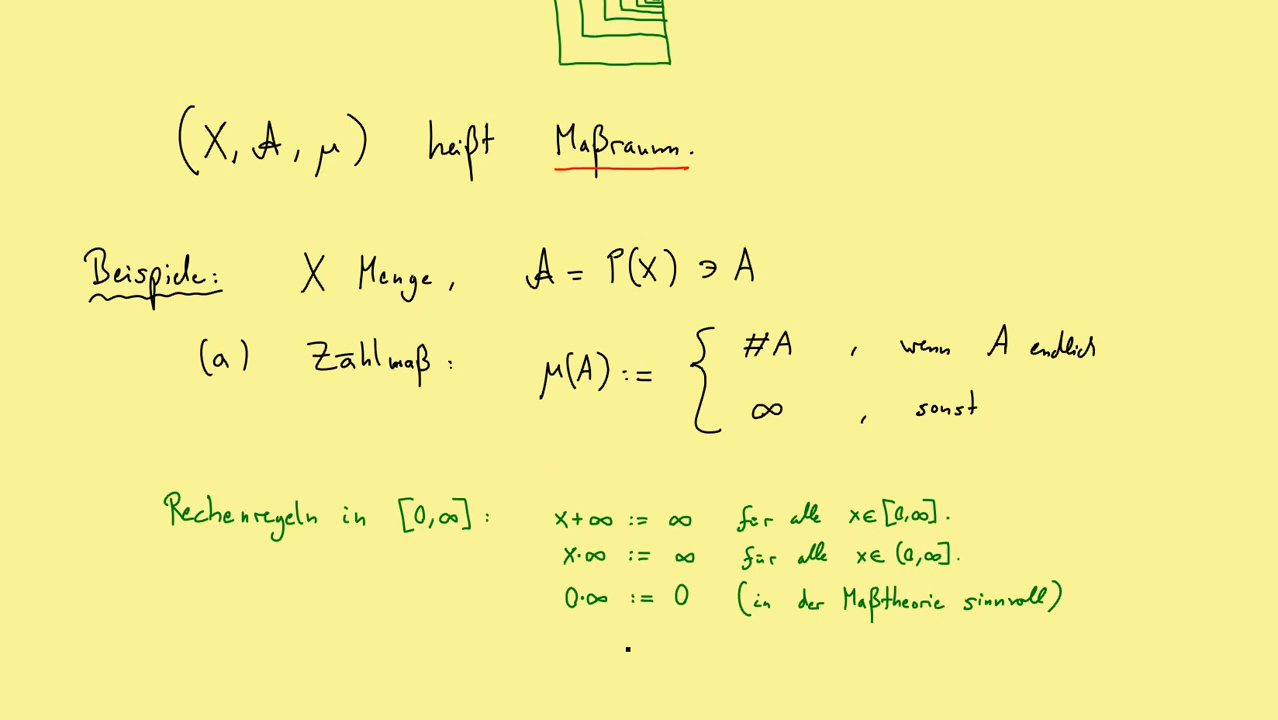 (X, 𝒜, μ) heißt Maßraum.
Beispiele: X Menge, 𝒜 = P(X) ∋ A
(a) Zählmaß: μ(A) := { #A , wenn A endlich
∞ , sonst
Rechenregeln in [0,∞]: x+∞ := ∞ für alle x∈[0,∞].
x·∞ := ∞ für alle x∈(0,∞].
0·∞ := 0 (in der Maßtheorie sinnvoll)